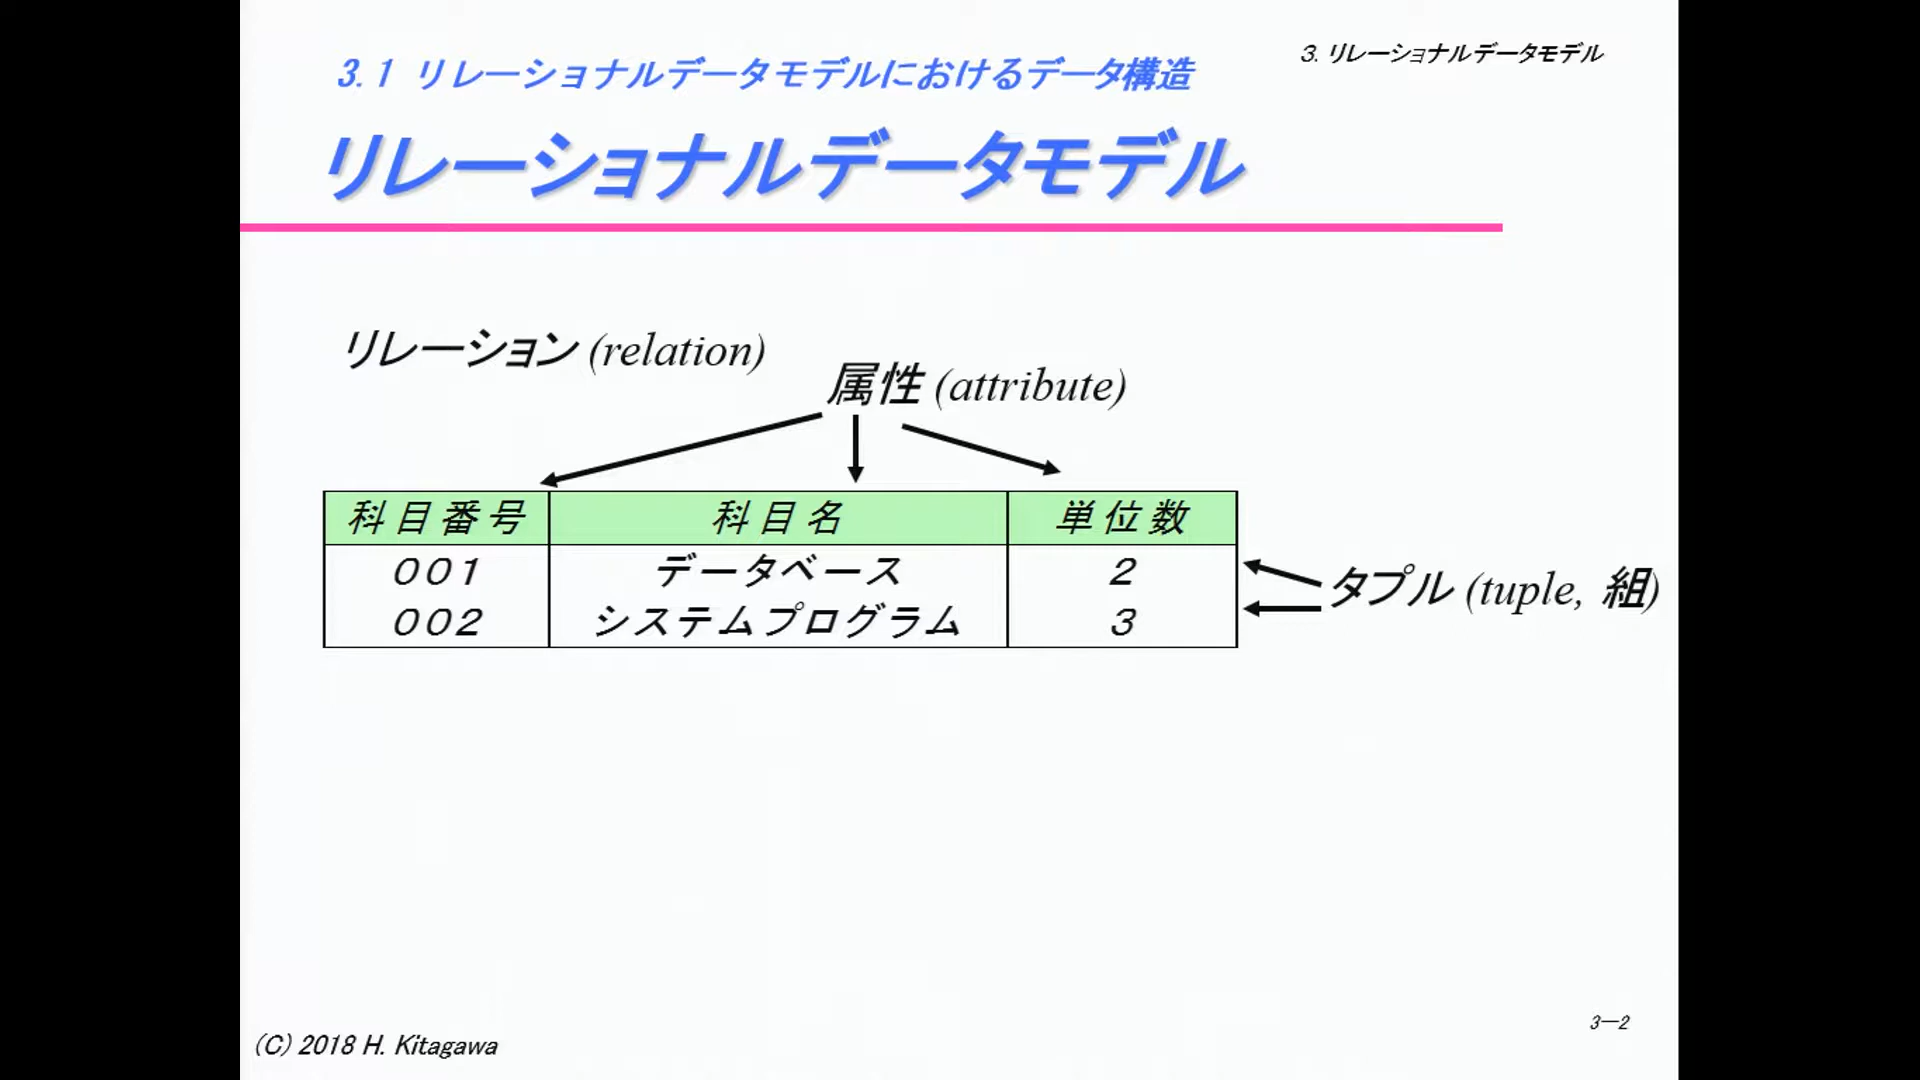 3. リレーショナルデータモデル
3.1 リレーショナルデータモデルにおけるデータ構造
リレーショナルデータモデル
リレーション (relation)
属性 (attribute)
科目番号 科目名 単位数
001 データベース 2
002 システムプログラム 3
タプル (tuple, 組)
3－2
(C) 2018 H. Kitagawa